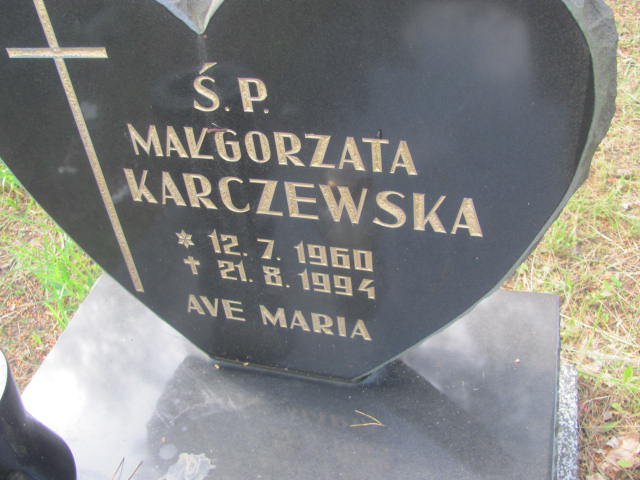 Ś.P.
MAŁGORZATA
KARCZEWSKA
* 12. 7. 1960
✝ 21. 8. 1994
AVE MARIA